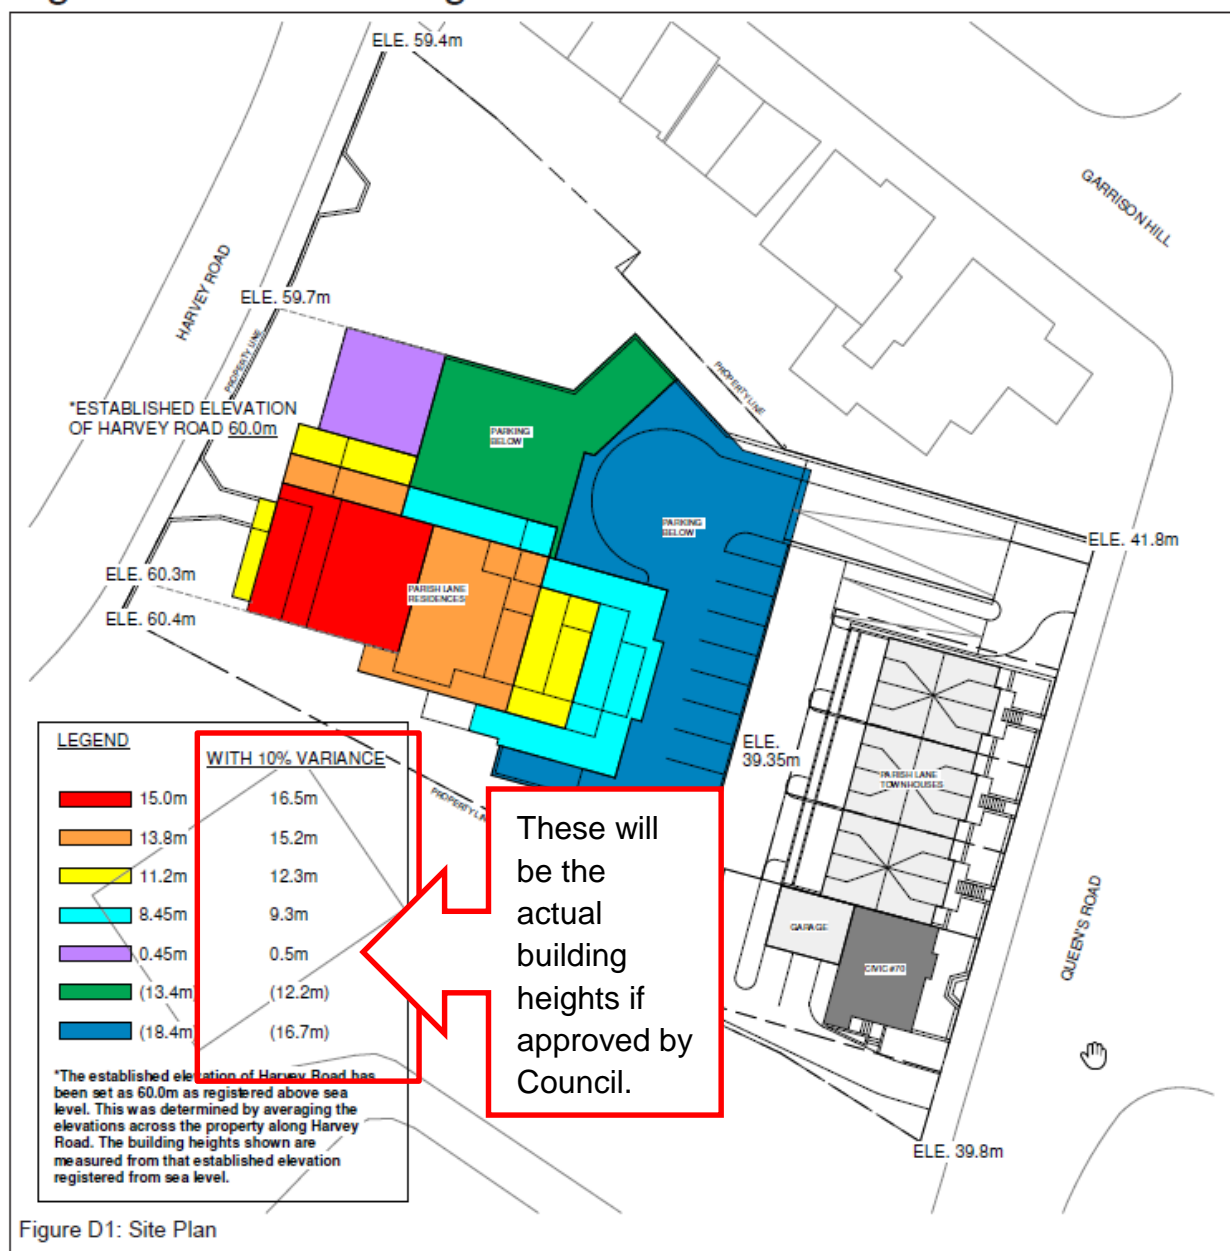 ELE. 59.4m
GARRISON HILL
HARVEY ROAD
ELE. 59.7m
PROPERTY LINE
PROPERTY LINE
*ESTABLISHED ELEVATION
OF HARVEY ROAD 60.0m
PARKING
BELOW
PARKING
BELOW
ELE. 41.8m
ELE. 60.3m
PARISH LANE
RESIDENCES
ELE. 60.4m
LEGEND
WITH 10% VARIANCE
15.0m 16.5m
13.8m 15.2m
11.2m 12.3m
8.45m 9.3m
0.45m 0.5m
(13.4m) (12.2m)
(18.4m) (16.7m)
*The established elevation of Harvey Road has
been set as 60.0m as registered above sea
level. This was determined by averaging the
elevations across the property along Harvey
Road. The building heights shown are
measured from that established elevation
registered from sea level.
ELE.
39.35m
PARISH LANE
TOWNHOUSES
These will
be the
actual
building
heights if
approved by
Council.
QUEEN'S ROAD
GARAGE
CIVIC #70
ELE. 39.8m
Figure D1: Site Plan